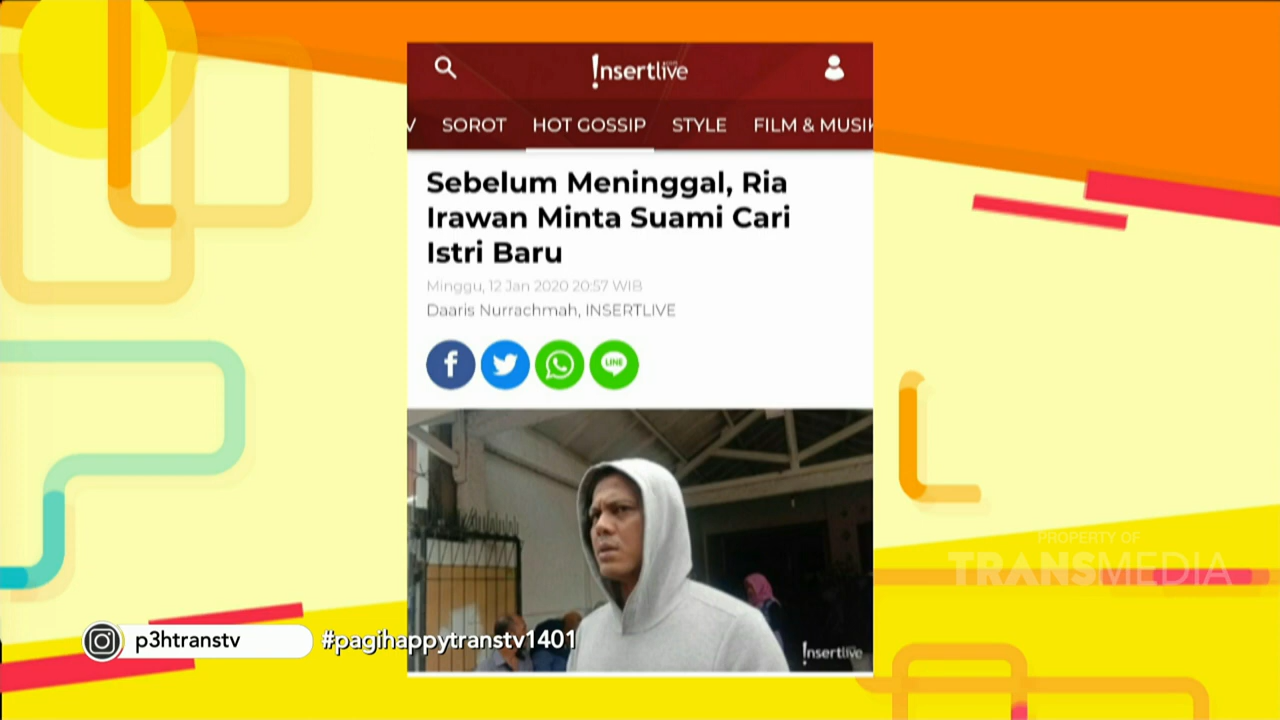 Insertlive
V SOROT HOT GOSSIP STYLE FILM & MUSIK
Sebelum Meninggal, Ria
Irawan Minta Suami Cari
Istri Baru
Minggu, 12 Jan 2020 20:57 WIB
Daaris Nurrachmah, INSERTLIVE
f
LINE
PROPERTY OF
TRANSMEDIA
p3htranstv #pagihappytranstv1401
Insertlive